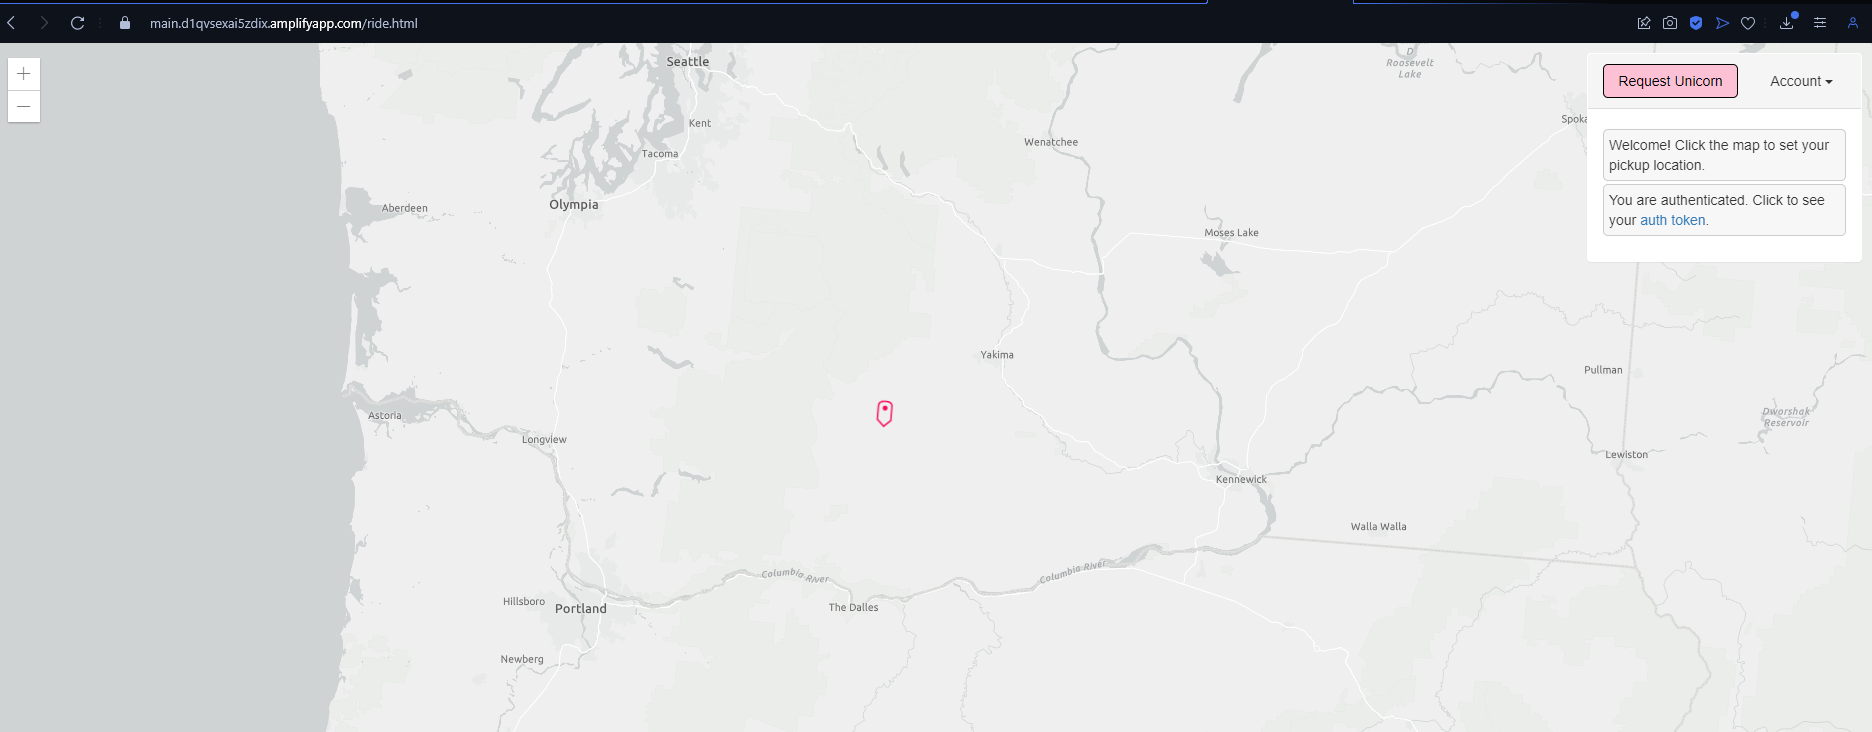 main.d1qvsexai5zdix.amplifyapp.com/ride.html
Seattle
D
Roosevelt
Lake
Request Unicorn
Account
Kent
Spoka
Wenatchee
Tacoma
Welcome! Click the map to set your
pickup location.
Aberdeen
Olympia
You are authenticated. Click to see
your auth token.
Moses Lake
Yakima
Pullman
Astoria
Dworshak
Reservoir
Longview
Lewiston
Kennewick
Walla Walla
Columbia River
Columbia River
Hillsboro
Portland
The Dalles
Newberg